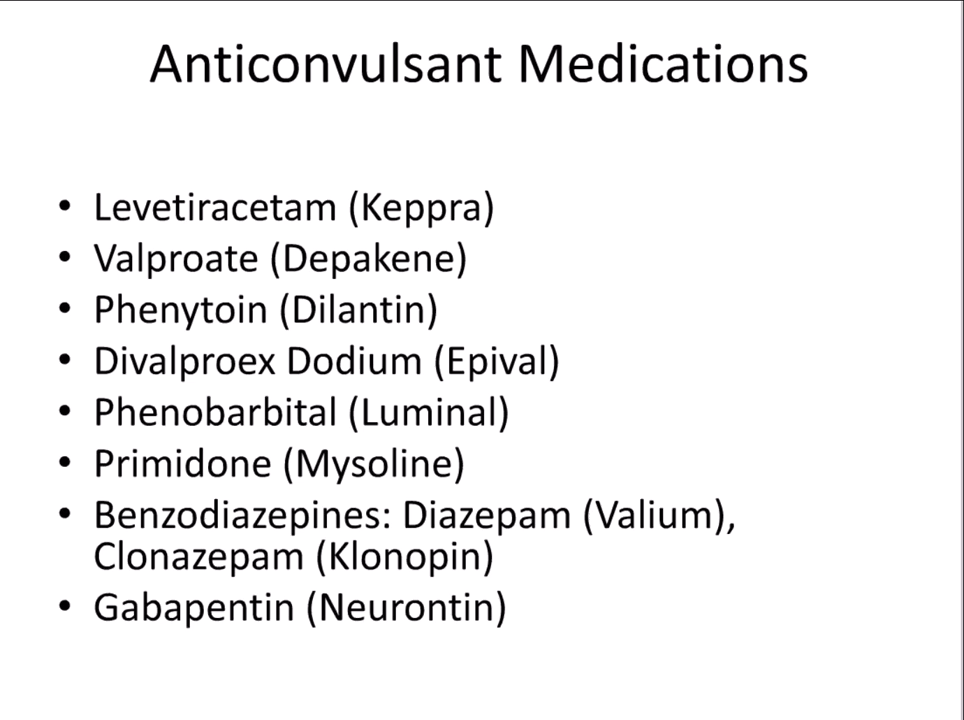 Anticonvulsant Medications
• Levetiracetam (Keppra)
• Valproate (Depakene)
• Phenytoin (Dilantin)
• Divalproex Dodium (Epival)
• Phenobarbital (Luminal)
• Primidone (Mysoline)
• Benzodiazepines: Diazepam (Valium),
Clonazepam (Klonopin)
• Gabapentin (Neurontin)